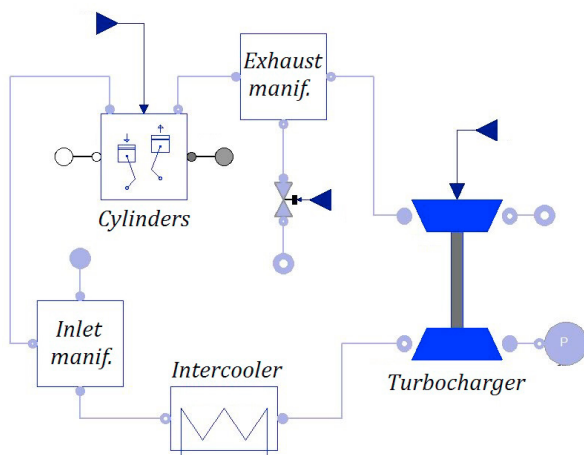 Exhaust
manif.
Cylinders
Inlet
manif.
Intercooler
P
Turbocharger